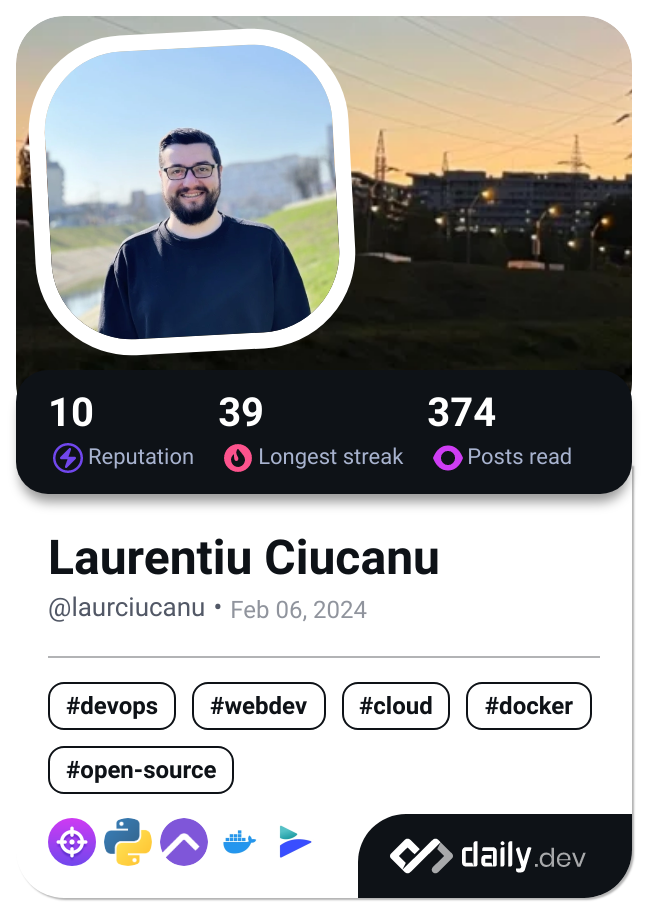 10 39 374
Reputation Longest streak Posts read
Laurentiu Ciucanu
@laurciucanu • Feb 06, 2024
#devops #webdev #cloud #docker
#open-source
daily.dev